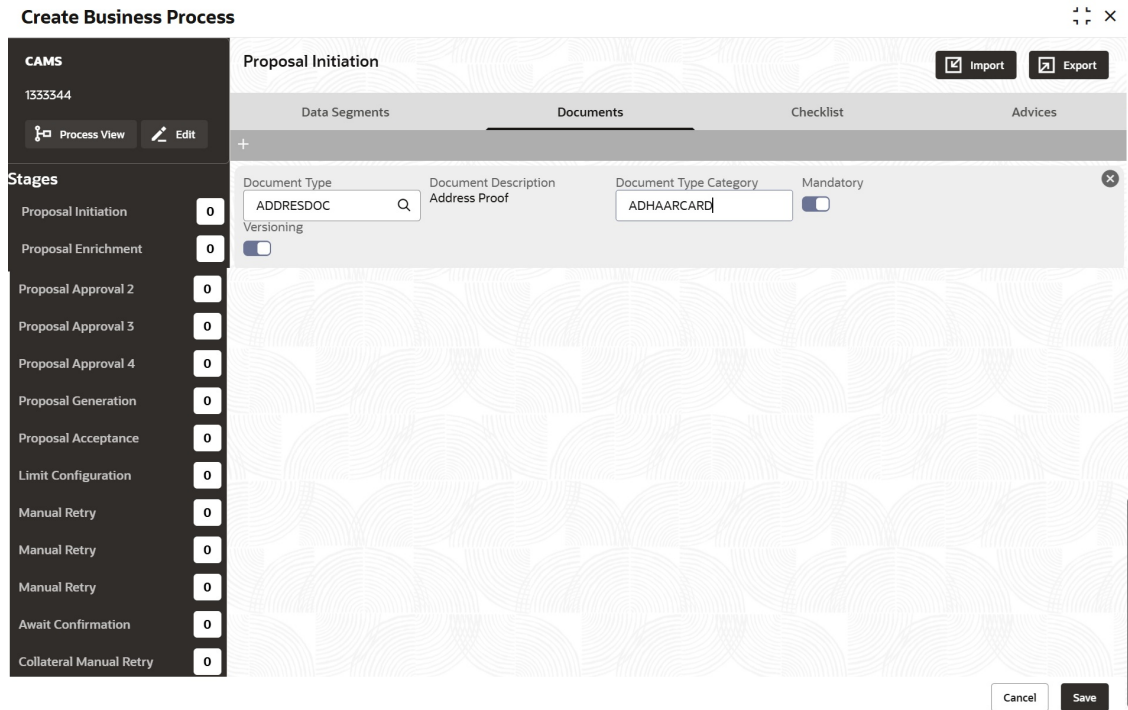 Create Business Process
CAMS
1333344
Process View
Edit
Stages
Proposal Initiation 0
Proposal Enrichment 0
Proposal Approval 2 0
Proposal Approval 3 0
Proposal Approval 4 0
Proposal Generation 0
Proposal Acceptance 0
Limit Configuration 0
Manual Retry 0
Manual Retry 0
Manual Retry 0
Await Confirmation 0
Collateral Manual Retry 0
Proposal Initiation
Import
Export
Data Segments Documents Checklist Advices
Document Type Document Description Document Type Category Mandatory
ADDRESDOC Address Proof ADHAARCARD
Versioning
Cancel Save